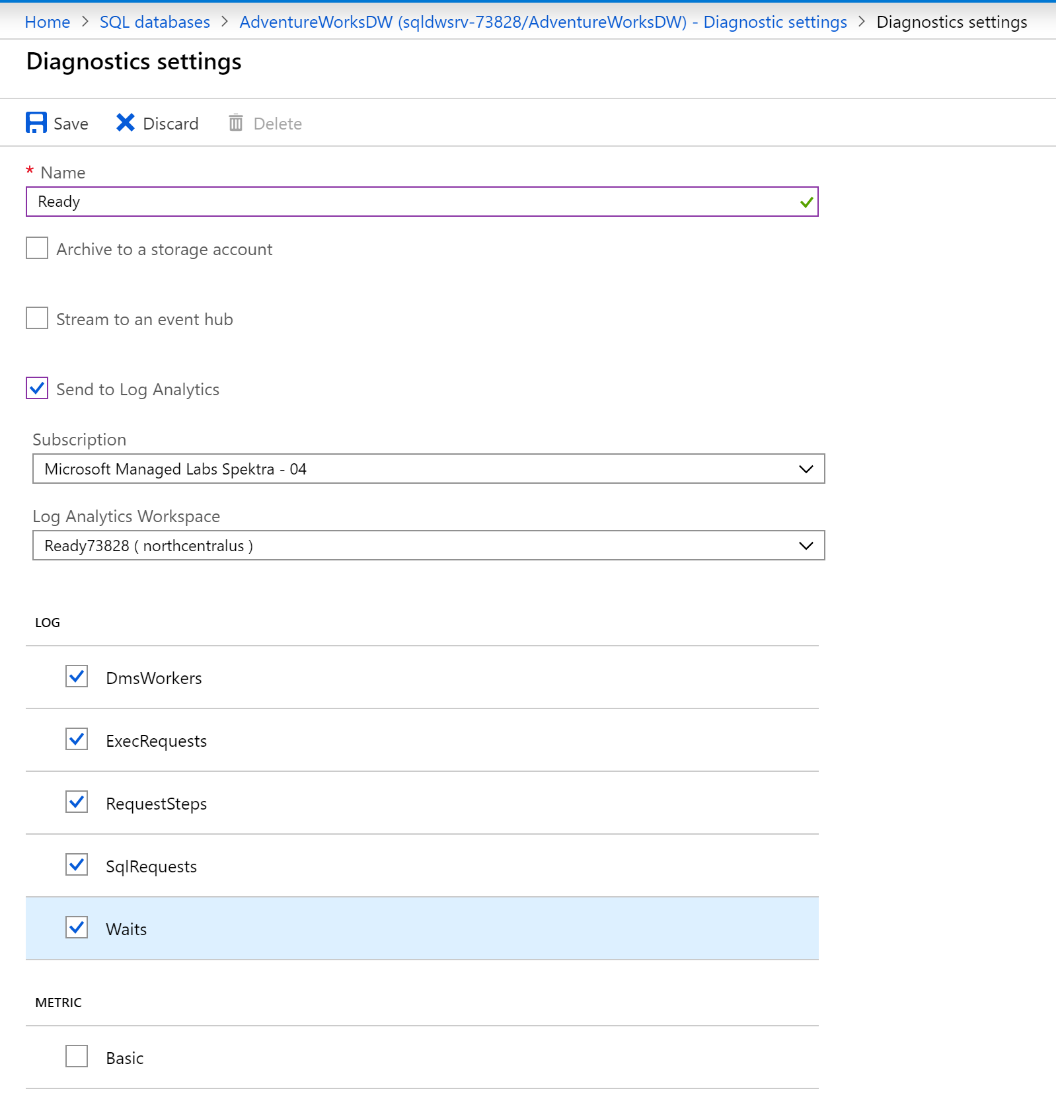 Home > SQL databases > AdventureWorksDW (sqldwsrv-73828/AdventureWorksDW) - Diagnostic settings > Diagnostics settings
Diagnostics settings
Save Discard Delete
* Name
Ready
Archive to a storage account
Stream to an event hub
Send to Log Analytics
Subscription
Microsoft Managed Labs Spektra - 04
Log Analytics Workspace
Ready73828 ( northcentralus )
LOG
DmsWorkers
ExecRequests
RequestSteps
SqlRequests
Waits
METRIC
Basic